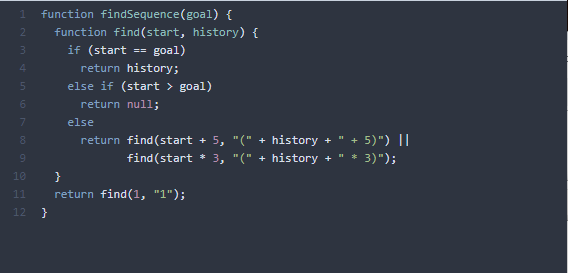 1 function findSequence(goal) {
2   function find(start, history) {
3     if (start == goal)
4       return history;
5     else if (start > goal)
6       return null;
7     else
8       return find(start + 5, "(" + history + " + 5)") ||
9              find(start * 3, "(" + history + " * 3)");
10   }
11   return find(1, "1");
12 }